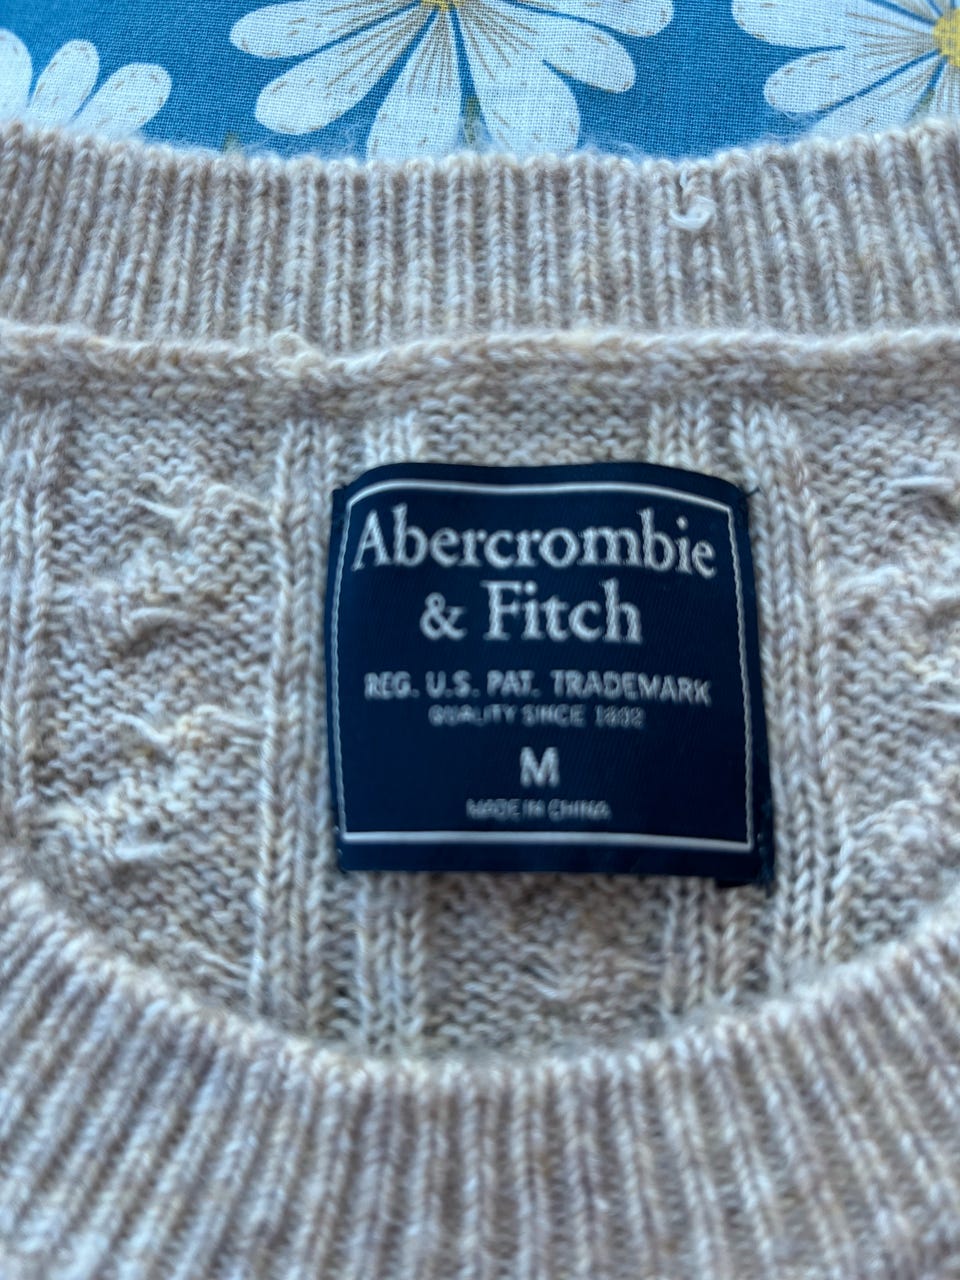 Abercrombie
& Fitch
REG. U.S. PAT. TRADEMARK
QUALITY SINCE 1892
M
MADE IN CHINA